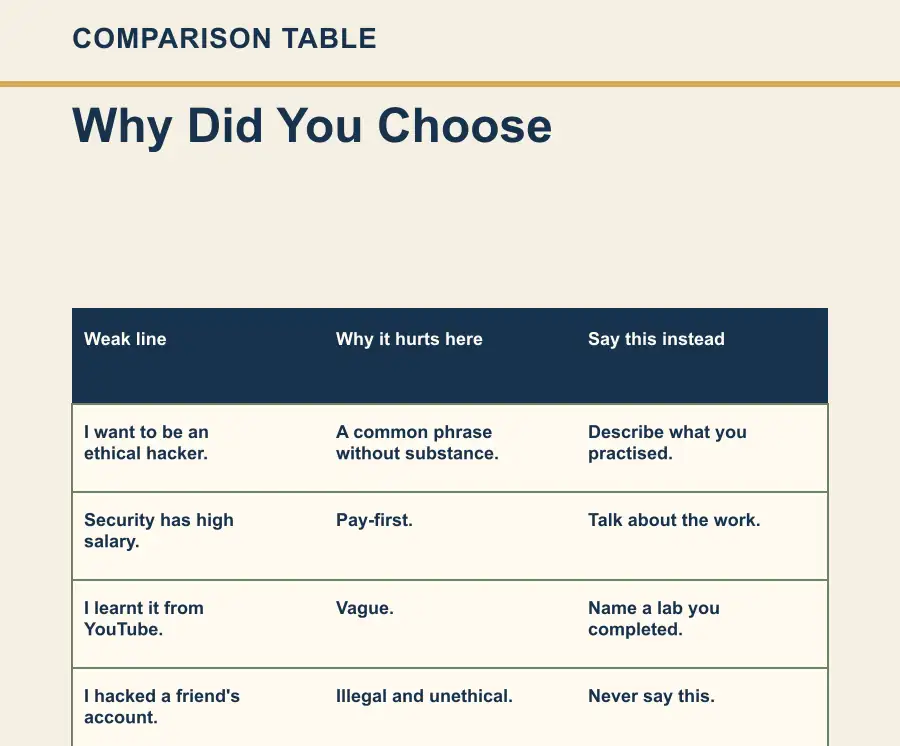 COMPARISON TABLE
Why Did You Choose
Weak line
Why it hurts here
Say this instead
I want to be an
ethical hacker.
A common phrase
without substance.
Describe what you
practised.
Security has high
salary.
Pay-first.
Talk about the work.
I learnt it from
YouTube.
Vague.
Name a lab you
completed.
I hacked a friend's
account.
Illegal and unethical.
Never say this.